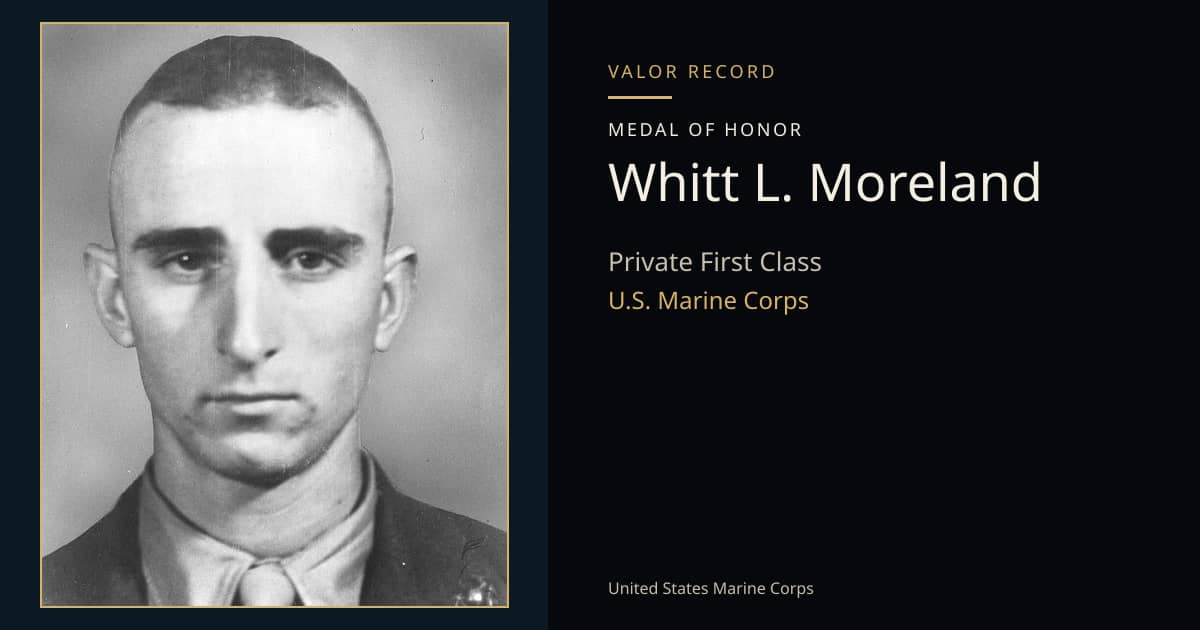 VALOR RECORD
MEDAL OF HONOR
Whitt L. Moreland
Private First Class
U.S. Marine Corps
United States Marine Corps